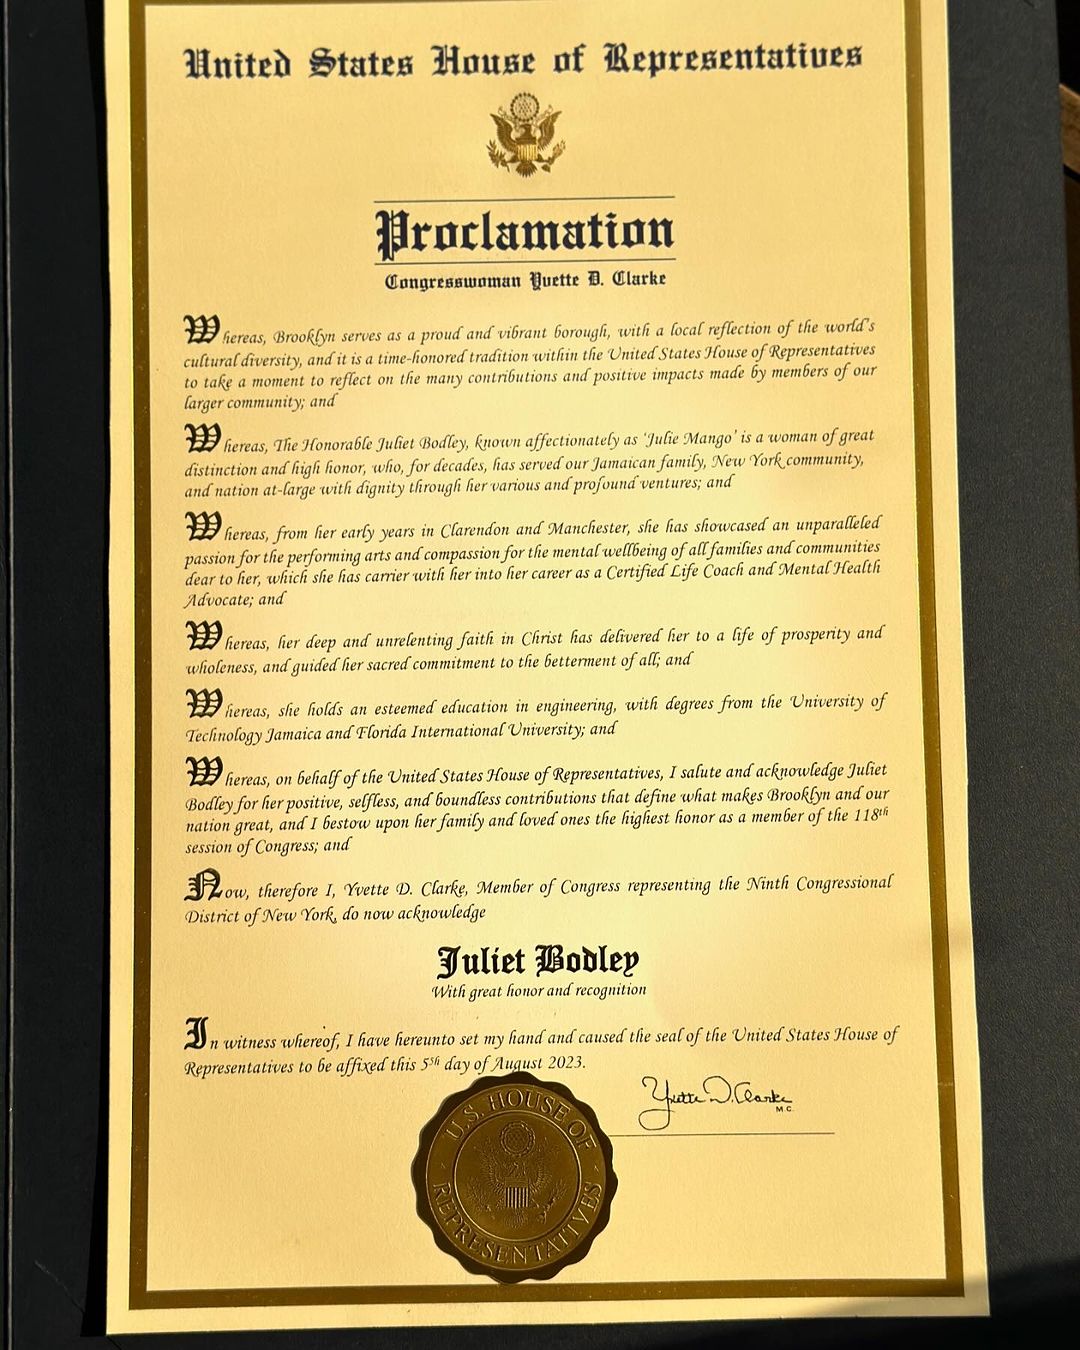 United States House of Representatives
Proclamation
Congresswoman Yvette D. Clarke
Whereas, Brooklyn serves as a proud and vibrant borough, with a local reflection of the world's
cultural diversity, and it is a time-honored tradition within the United States House of Representatives
to take a moment to reflect on the many contributions and positive impacts made by members of our
larger community; and
Whereas, The Honorable Juliet Bodley, known affectionately as 'Julie Mango' is a woman of great
distinction and high honor, who, for decades, has served our Jamaican family, New York community,
and nation at-large with dignity through her various and profound ventures; and
Whereas, from her early years in Clarendon and Manchester, she has showcased an unparalleled
passion for the performing arts and compassion for the mental wellbeing of all families and communities
dear to her, which she has carrier with her into her career as a Certified Life Coach and Mental Health
Advocate; and
Whereas, her deep and unrelenting faith in Christ has delivered her to a life of prosperity and
wholeness, and guided her sacred commitment to the betterment of all; and
Whereas, she holds an esteemed education in engineering, with degrees from the University of
Technology Jamaica and Florida International University; and
Whereas, on behalf of the United States House of Representatives, I salute and acknowledge Juliet
Bodley for her positive, selfless, and boundless contributions that define what makes Brooklyn and our
nation great, and I bestow upon her family and loved ones the highest honor as a member of the 118th
session of Congress; and
Now, therefore I, Yvette D. Clarke, Member of Congress representing the Ninth Congressional
District of New York, do now acknowledge
Juliet Bodley
With great honor and recognition
In witness whereof, I have hereunto set my hand and caused the seal of the United States House of
Representatives to be affixed this 5th day of August 2023.
Yvette D. Clarke
M.C.
U.S. HOUSE OF
REPRESENTATIVES